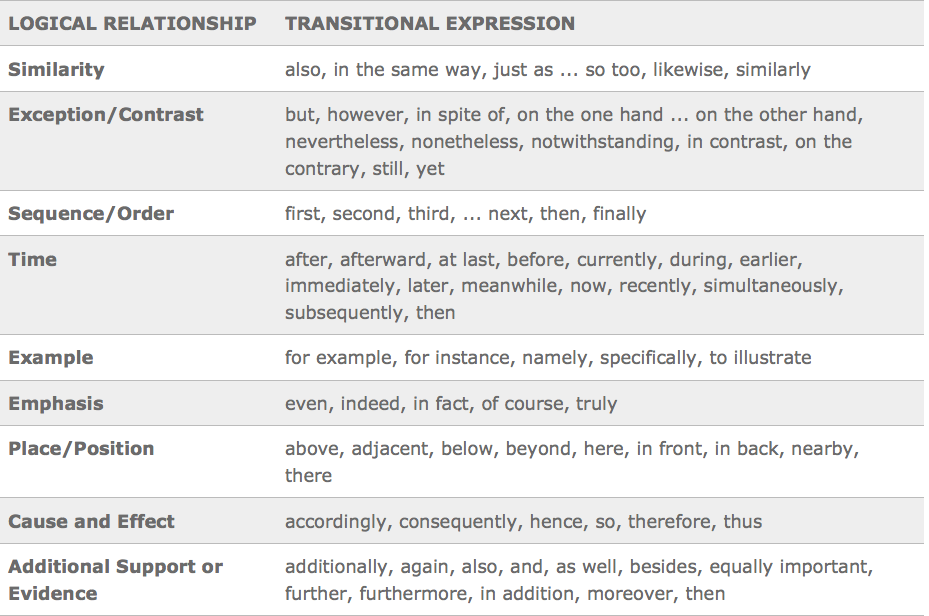 LOGICAL RELATIONSHIP TRANSITIONAL EXPRESSION
Similarity also, in the same way, just as ... so too, likewise, similarly
Exception/Contrast but, however, in spite of, on the one hand ... on the other hand,
nevertheless, nonetheless, notwithstanding, in contrast, on the
contrary, still, yet
Sequence/Order first, second, third, ... next, then, finally
Time after, afterward, at last, before, currently, during, earlier,
immediately, later, meanwhile, now, recently, simultaneously,
subsequently, then
Example for example, for instance, namely, specifically, to illustrate
Emphasis even, indeed, in fact, of course, truly
Place/Position above, adjacent, below, beyond, here, in front, in back, nearby,
there
Cause and Effect accordingly, consequently, hence, so, therefore, thus
Additional Support or additionally, again, also, and, as well, besides, equally important,
Evidence further, furthermore, in addition, moreover, then